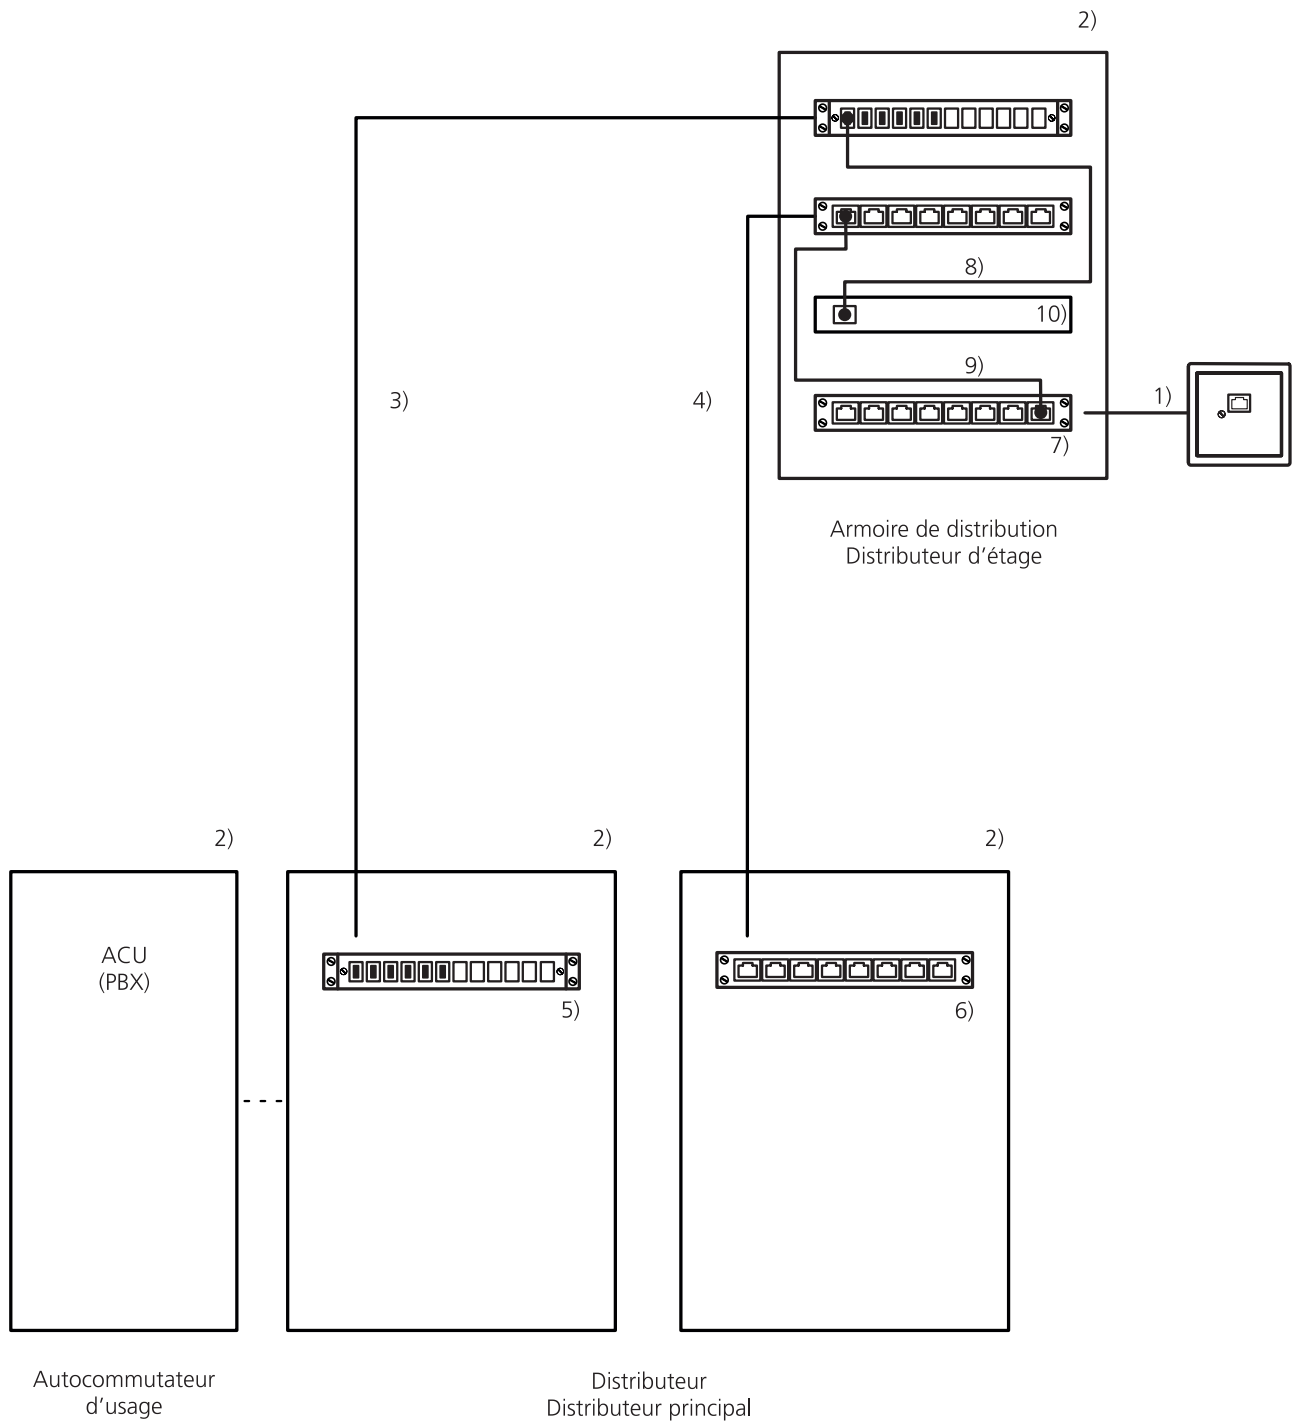 2)
8)
10)
9)
3)
4)
1)
7)
Armoire de distribution
Distributeur d'étage
2)
2)
2)
ACU
(PBX)
5)
6)
Autocommutateur
d'usage
Distributeur
Distributeur principal